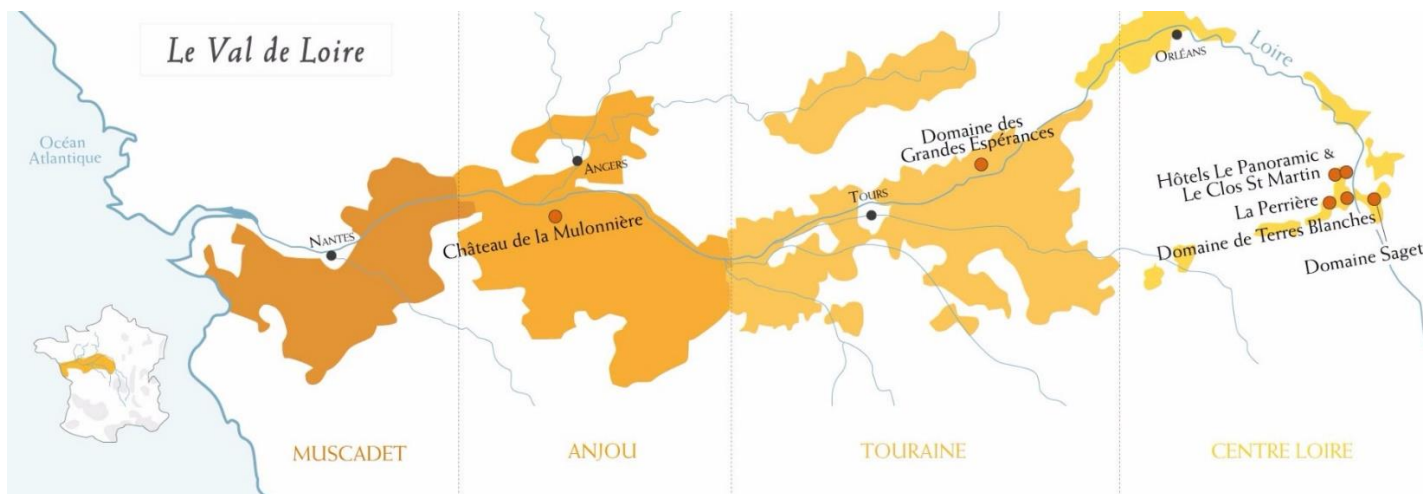 Le Val de Loire
Océan
Atlantique
NANTES
ANGERS
Château de la Mulonnière
TOURS
Domaine des
Grandes Espérances
ORLÉANS
Loire
Hôtels Le Panoramic &
Le Clos St Martin
La Perrière
Domaine de Terres Blanches
Domaine Saget
MUSCADET
ANJOU
TOURAINE
CENTRE LOIRE